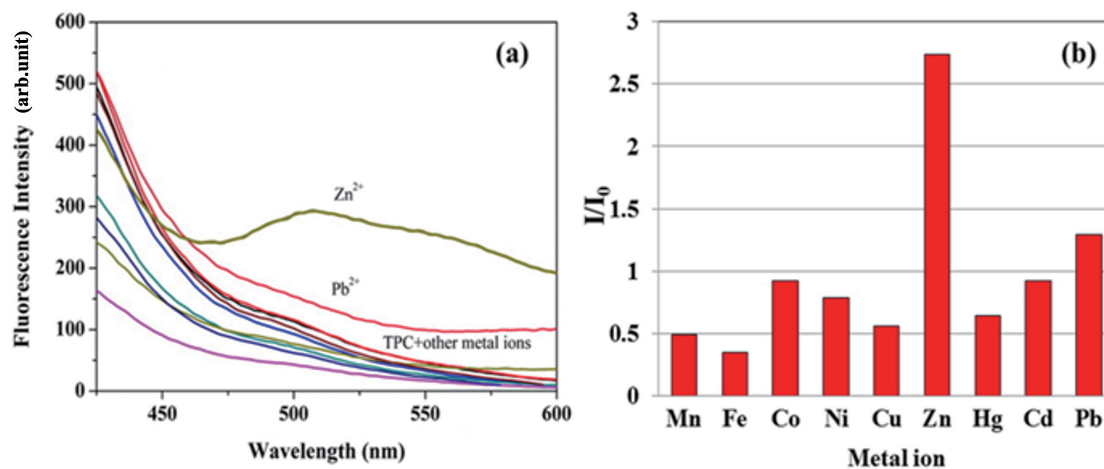 (a)
Fluorescence Intensity (arb.unit)
600
500
400
300
200
100
0
Zn²⁺
Pb²⁺
TPC+other metal ions
450 500 550 600
Wavelength (nm)
(b)
I/I₀
3
2.5
2
1.5
1
0.5
0
Mn Fe Co Ni Cu Zn Hg Cd Pb
Metal ion